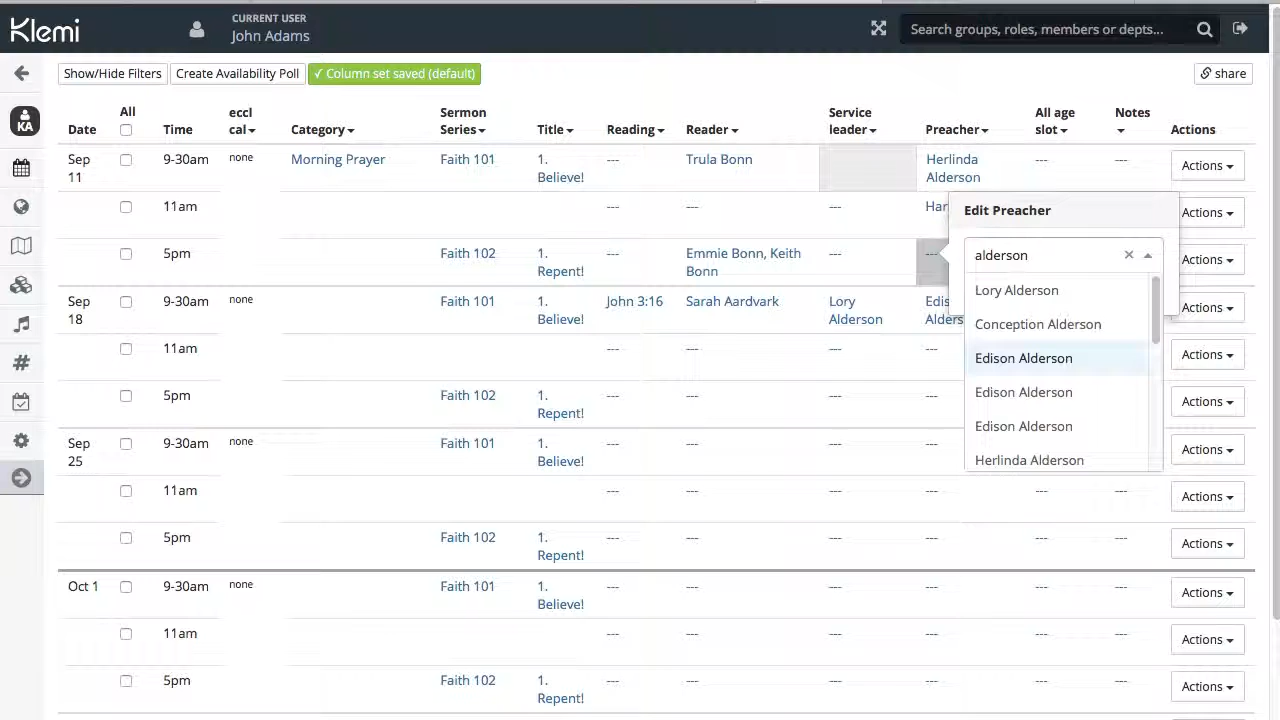 Klemi
CURRENT USER
John Adams
Search groups, roles, members or depts...
Show/Hide Filters
Create Availability Poll
✓ Column set saved (default)
share
KA
Date
All
Time
eccl
cal
Category
Sermon
Series
Title
Reading
Reader
Service
leader
Preacher
All age
slot
Notes
Actions
Sep
11
9-30am
none
Morning Prayer
Faith 101
1.
Believe!
---
Trula Bonn
Herlinda
Alderson
---
---
Actions
11am
---
---
---
Har
Actions
5pm
Faith 102
1.
Repent!
---
Emmie Bonn, Keith
Bonn
---
---
Actions
Edit Preacher
alderson
Lory Alderson
Conception Alderson
Edison Alderson
Edison Alderson
Edison Alderson
Herlinda Alderson
Sep
18
9-30am
none
Faith 101
1.
Believe!
John 3:16
Sarah Aardvark
Lory
Alderson
Edis
Alders
Actions
11am
---
---
---
---
Actions
5pm
Faith 102
1.
Repent!
---
---
---
---
Actions
Sep
25
9-30am
none
Faith 101
1.
Believe!
---
---
---
---
Actions
11am
---
---
---
---
---
---
Actions
5pm
Faith 102
1.
Repent!
---
---
---
---
---
---
Actions
Oct 1
9-30am
none
Faith 101
1.
Believe!
---
---
---
---
---
---
Actions
11am
---
---
---
---
---
---
Actions
5pm
Faith 102
1.
Repent!
---
---
---
---
---
---
Actions